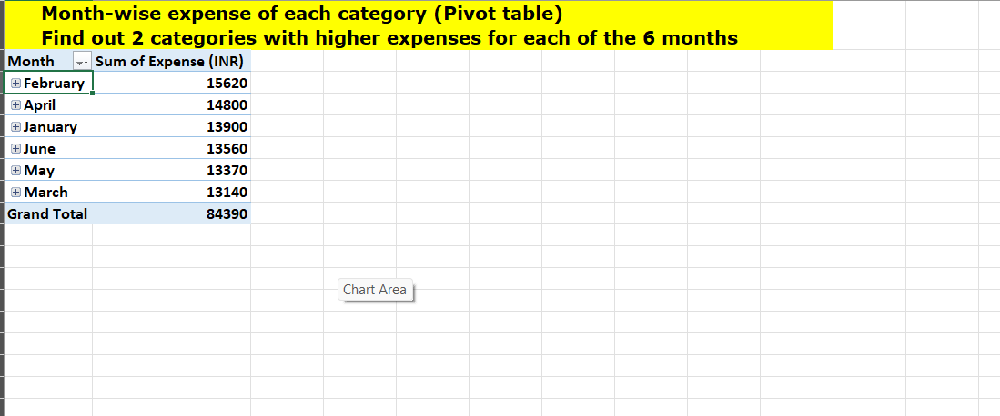 Month-wise expense of each category (Pivot table)
Find out 2 categories with higher expenses for each of the 6 months
Month Sum of Expense (INR)
February 15620
April 14800
January 13900
June 13560
May 13370
March 13140
Grand Total 84390
Chart Area